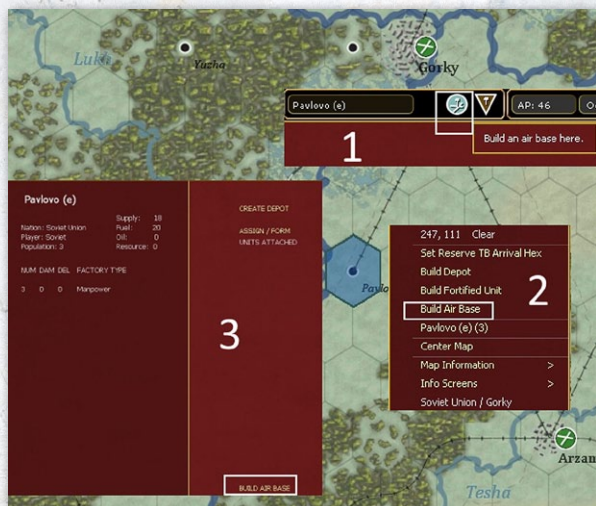 Lukh
Yuzha
Gorky
Pavlovo (e)
AP: 46
1
Build an air base here.
Pavlovo (e)
Supply: 18
Nation: Soviet Union Fuel: 20
Player: Soviet Oil: 0
Population: 3 Resource: 0
NUM DAM DEL FACTORY TYPE
3 0 0 Manpower
CREATE DEPOT
ASSIGN / FORM
UNITS ATTACHED
3
BUILD AIR BASE
Pavlo
247, 111 Clear
Set Reserve TB Arrival Hex
Build Depot
Build Fortified Unit
Build Air Base
2
Pavlovo (e) (3)
Center Map
Map Information >
Info Screens >
Soviet Union / Gorky
Arzan
Tesha